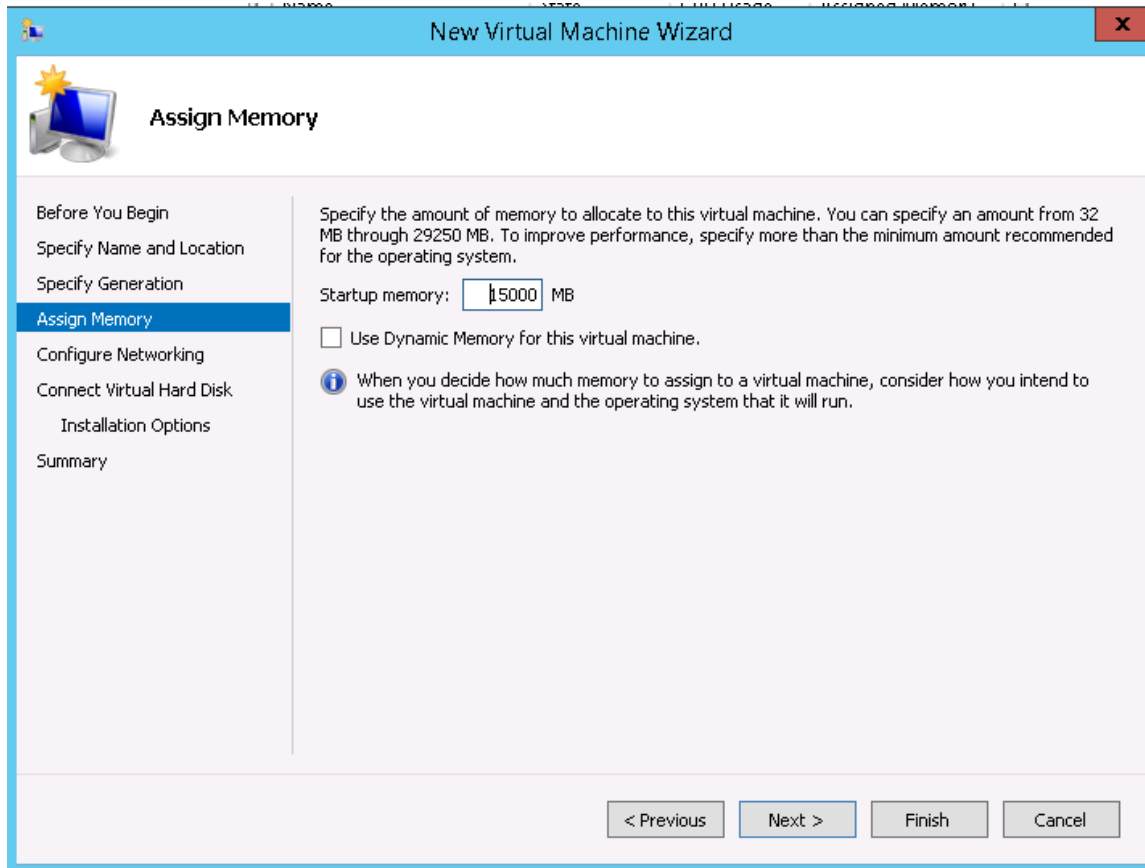 New Virtual Machine Wizard
X
Assign Memory
Before You Begin
Specify Name and Location
Specify Generation
Assign Memory
Configure Networking
Connect Virtual Hard Disk
Installation Options
Summary
Specify the amount of memory to allocate to this virtual machine. You can specify an amount from 32
MB through 29250 MB. To improve performance, specify more than the minimum amount recommended
for the operating system.
Startup memory: 15000 MB
Use Dynamic Memory for this virtual machine.
When you decide how much memory to assign to a virtual machine, consider how you intend to
use the virtual machine and the operating system that it will run.
< Previous
Next >
Finish
Cancel